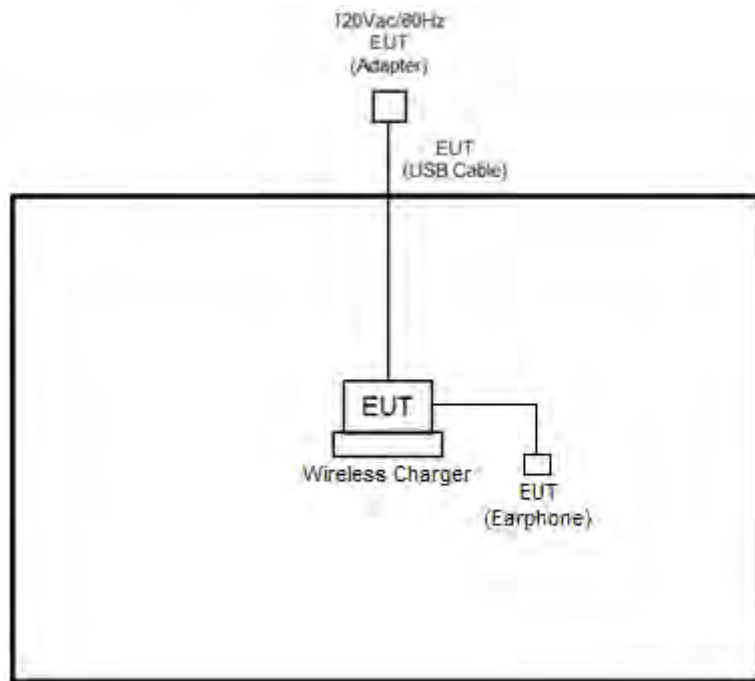 120Vac/60Hz
EUT
(Adapter)
EUT
(USB Cable)
EUT
Wireless Charger
EUT
(Earphone)